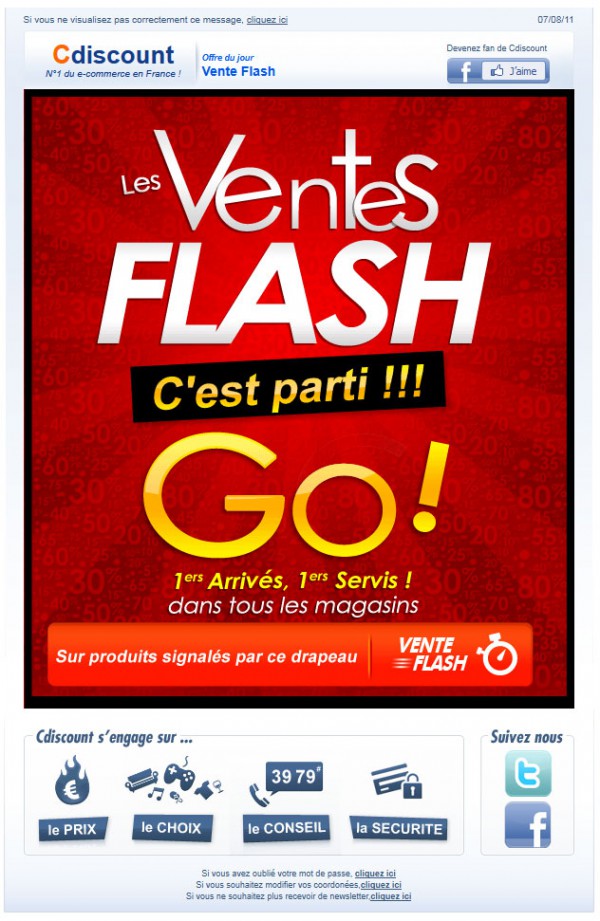 Si vous ne visualisez pas correctement ce message, cliquez ici
07/08/11
Cdiscount
N°1 du e-commerce en France !
Offre du jour
Vente Flash
Devenez fan de Cdiscount
f J'aime
Les Ventes
FLASH
C'est parti !!!
Go!
1ers Arrivés, 1ers Servis !
dans tous les magasins
Sur produits signalés par ce drapeau
VENTE
FLASH
Cdiscount s'engage sur ...
Suivez nous
€
39 79#
t
le PRIX
le CHOIX
le CONSEIL
la SECURITE
f
Si vous avez oublié votre mot de passe, cliquez ici
Si vous souhaitez modifier vos coordonées,cliquez ici
Si vous ne souhaitez plus recevoir de newsletter,cliquez ici